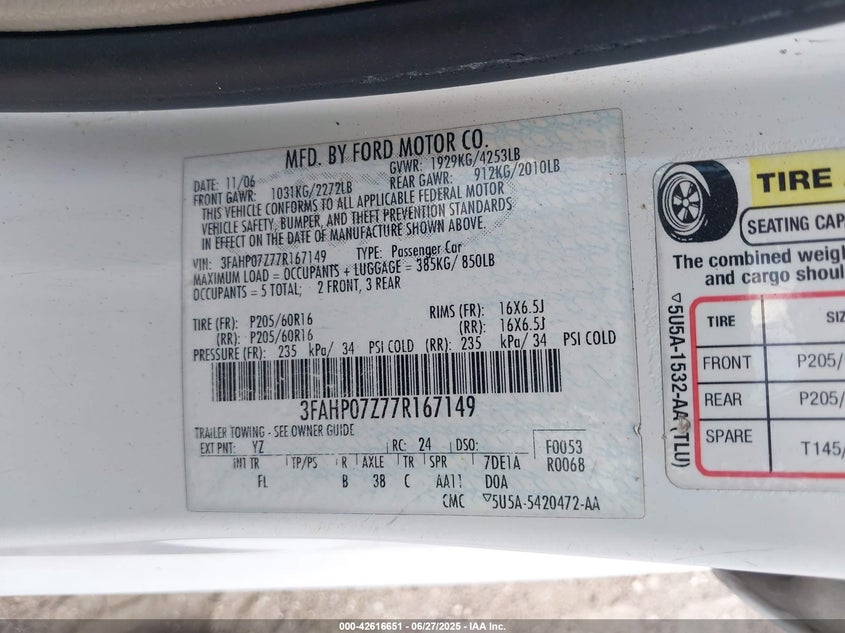 MFD. BY FORD MOTOR CO.
DATE: 11/06 GVWR: 1929KG/4253LB
FRONT GAWR: 1031KG/2272LB REAR GAWR: 912KG/2010LB
THIS VEHICLE CONFORMS TO ALL APPLICABLE FEDERAL MOTOR
VEHICLE SAFETY, BUMPER, AND THEFT PREVENTION STANDARDS
IN EFFECT ON THE DATE OF MANUFACTURE SHOWN ABOVE.
VIN: 3FAHP07Z77R167149 TYPE: Passenger Car
MAXIMUM LOAD = OCCUPANTS + LUGGAGE = 385KG/ 850LB
OCCUPANTS = 5 TOTAL; 2 FRONT, 3 REAR
TIRE (FR): P205/60R16 RIMS (FR): 16X6.5J
(RR): P205/60R16 (RR): 16X6.5J
PRESSURE (FR): 235 kPa/ 34 PSI COLD (RR): 235 kPa/ 34 PSI COLD
3FAHP07Z77R167149
TRAILER TOWING - SEE OWNER GUIDE
EXT PNT: YZ RC: 24 DSO: F0053
INT TR TP/PS R AXLE TR SPR 7DE1A R0068
FL B 38 C AA11 DOA
CMC ▽5U5A-5420472-AA
TIRE
SEATING CAP
The combined weigh
and cargo shoul
TIRE SIZ
FRONT P205/
REAR P205/
SPARE T145/
▽5U5A-1532-AA (TLU)
000-42616651 | 06/27/2025 - IAA Inc.